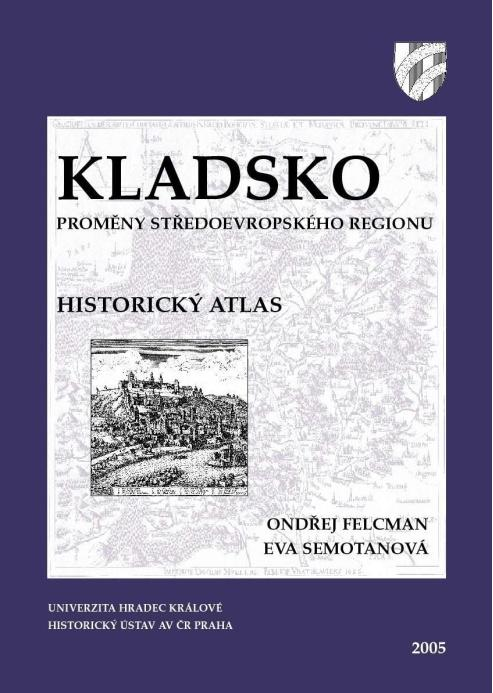 KLADSKO
PROMĚNY STŘEDOEVROPSKÉHO REGIONU
HISTORICKÝ ATLAS
ONDŘEJ FELCMAN
EVA SEMOTANOVÁ
UNIVERZITA HRADEC KRÁLOVÉ
HISTORICKÝ ÚSTAV AV ČR PRAHA
2005